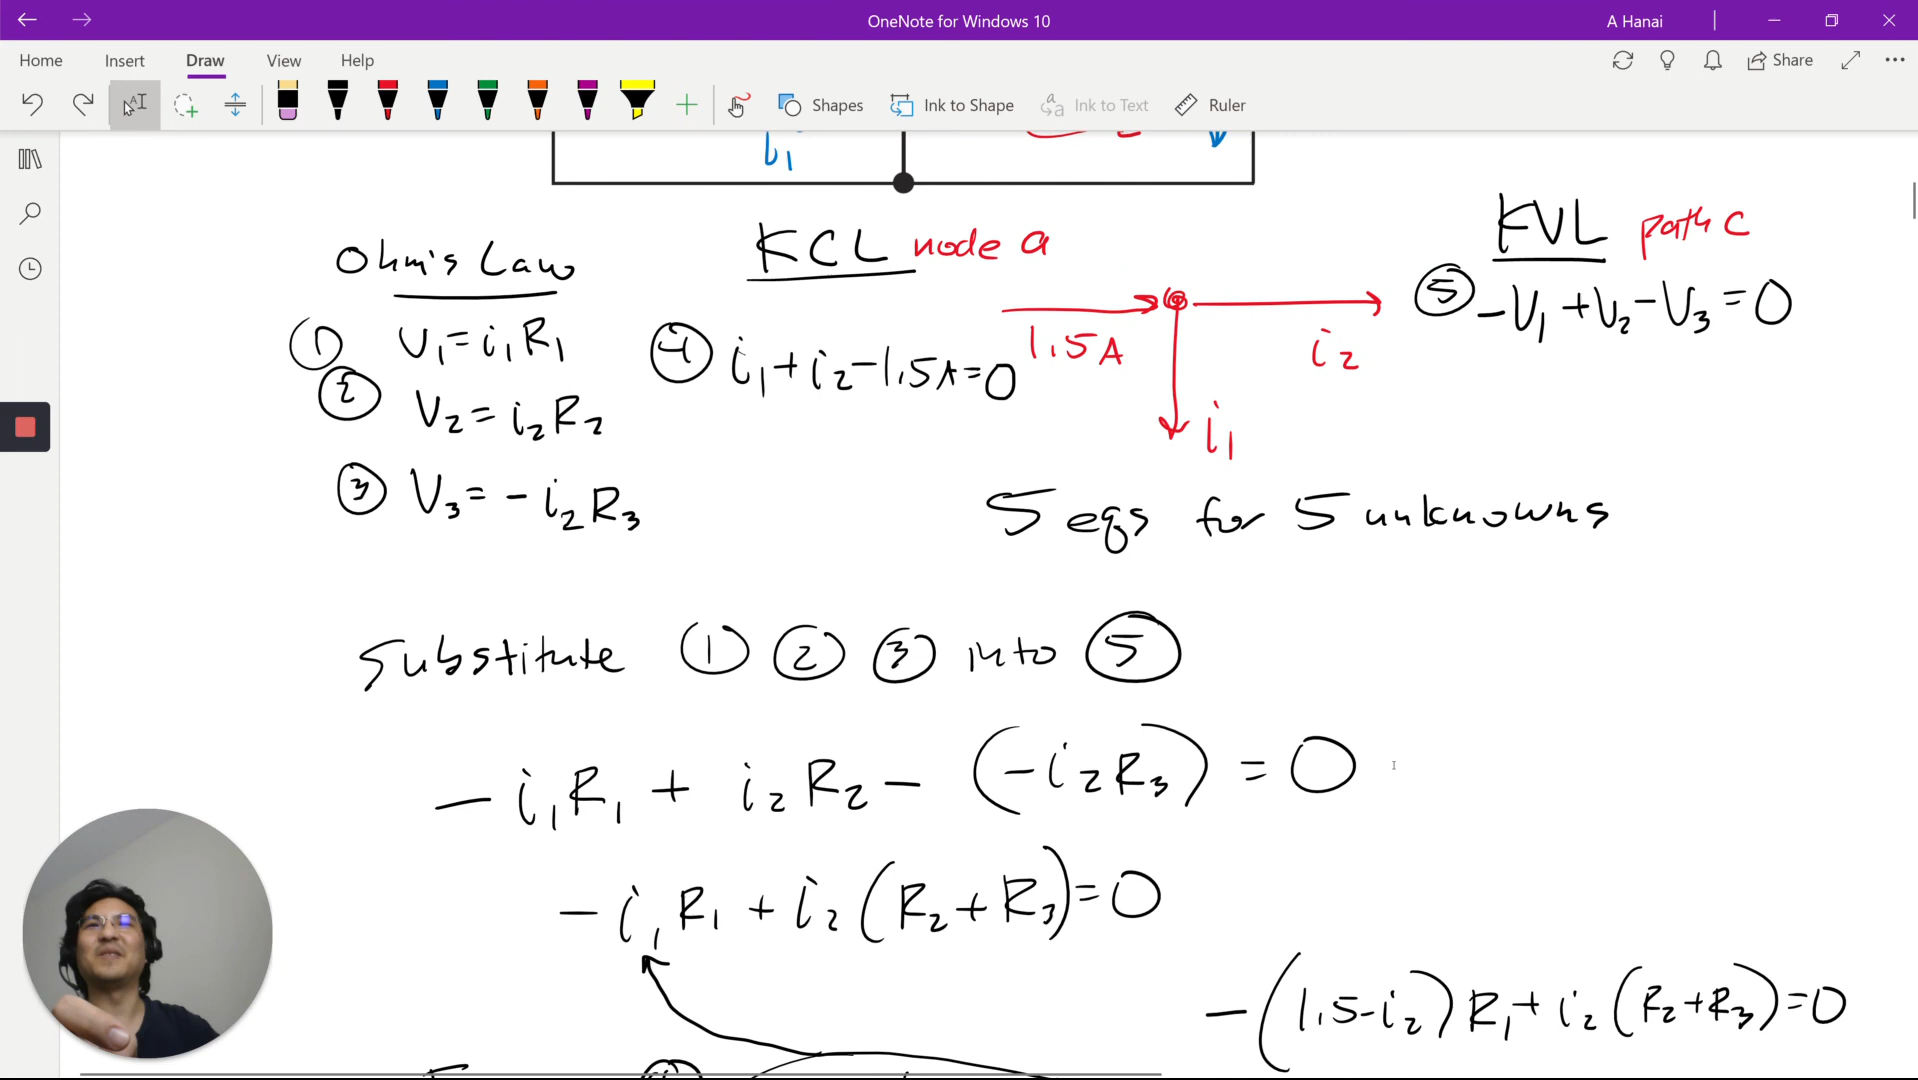 OneNote for Windows 10
A Hanai
Home Insert Draw View Help
Share
Shapes Ink to Shape Ink to Text Ruler
i₁
Ohm's Law
① V₁ = i₁R₁
② V₂ = i₂R₂
③ V₃ = - i₂R₃
KCL node a
④ i₁ + i₂ - 1.5A = 0
1.5A
i₂
i₁
KVL path c
⑤ -V₁ + V₂ - V₃ = 0
5 eqs for 5 unknowns
Substitute ① ② ③ into ⑤
- i₁R₁ + i₂R₂ - (-i₂R₃) = 0
- i₁R₁ + i₂(R₂+R₃) = 0
-(1.5-i₂)R₁ + i₂(R₂+R₃) = 0